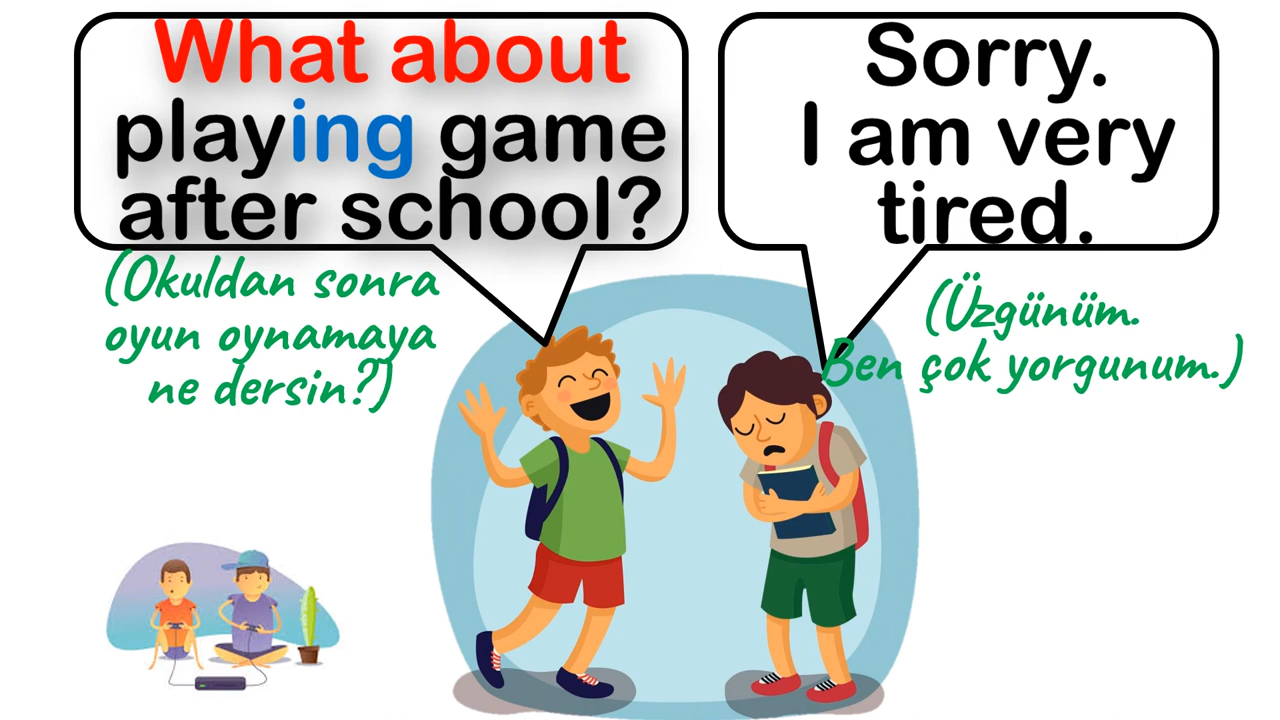 What about
playing game
after school?
(Okuldan sonra
oyun oynamaya
ne dersin?)
Sorry.
I am very
tired.
(Üzgünüm.
Ben çok yorgunum.)